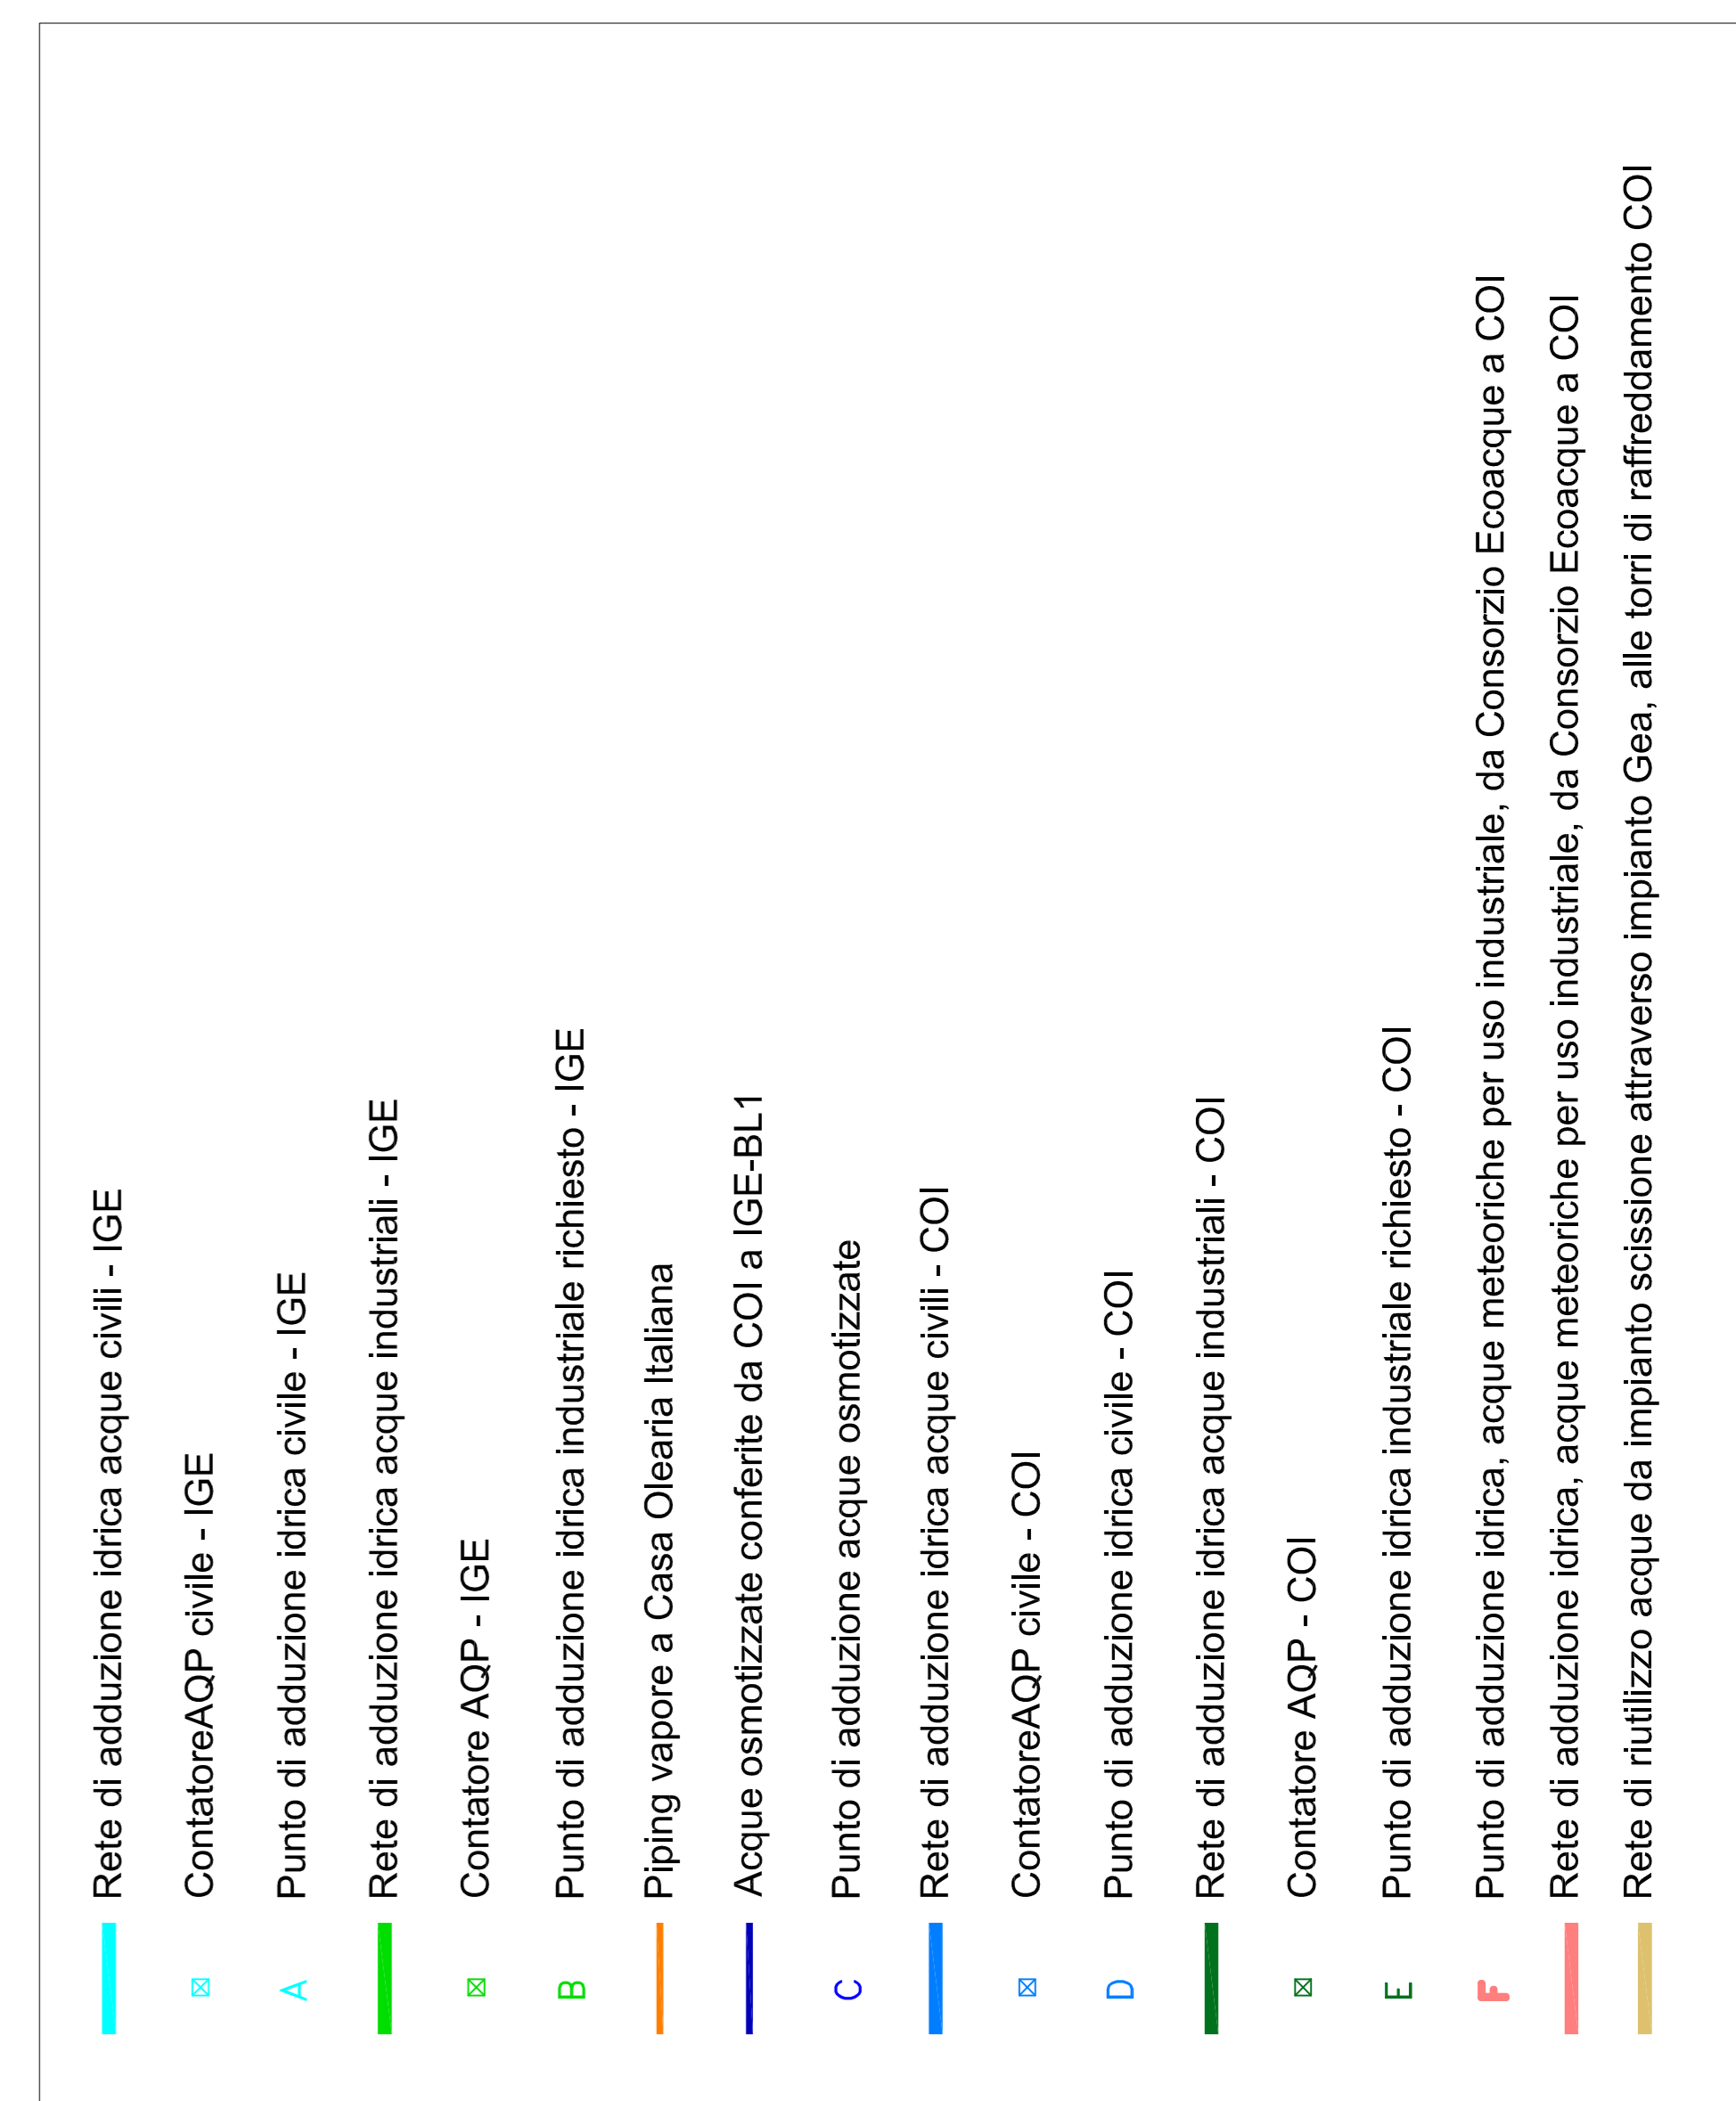 Rete di adduzione idrica acque civili - IGE
ContatoreAQP civile - IGE
A Punto di adduzione idrica civile - IGE
Rete di adduzione idrica acque industriali - IGE
Contatore AQP - IGE
B Punto di adduzione idrica industriale richiesto - IGE
Piping vapore a Casa Olearia Italiana
Acque osmotizzate conferite da COI a IGE-BL1
C Punto di adduzione acque osmotizzate
Rete di adduzione idrica acque civili - COI
ContatoreAQP civile - COI
D Punto di adduzione idrica civile - COI
Rete di adduzione idrica acque industriali - COI
Contatore AQP - COI
E Punto di adduzione idrica industriale richiesto - COI
F Punto di adduzione idrica, acque meteoriche per uso industriale, da Consorzio Ecoacque a COI
Rete di adduzione idrica, acque meteoriche per uso industriale, da Consorzio Ecoacque a COI
Rete di riutilizzo acque da impianto scissione attraverso impianto Gea, alle torri di raffreddamento COI